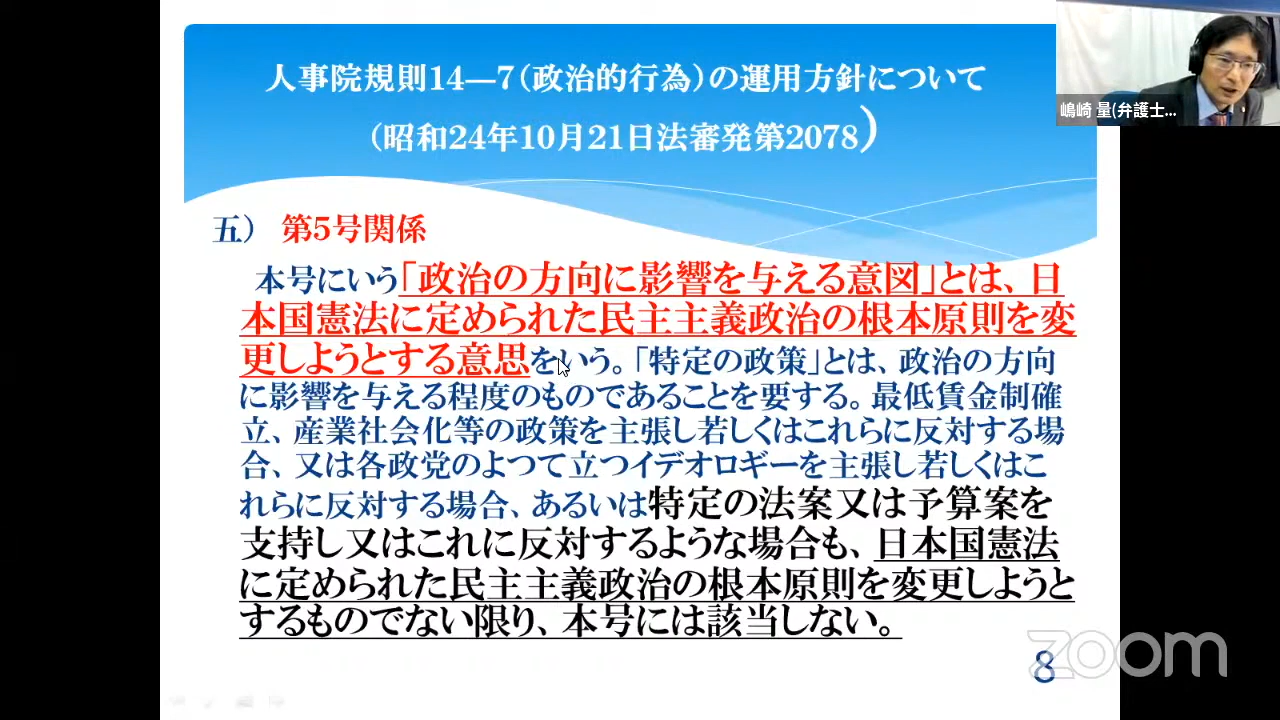 人事院規則14―7(政治的行為)の運用方針について
(昭和24年10月21日法審発第2078)
嶋﨑 量(弁護士...
五) 第5号関係
本号にいう「政治の方向に影響を与える意図」とは、日
本国憲法に定められた民主主義政治の根本原則を変
更しようとする意思をいう。「特定の政策」とは、政治の方向
に影響を与える程度のものであることを要する。最低賃金制確
立、産業社会化等の政策を主張し若しくはこれらに反対する場
合、又は各政党のよつて立つイデオロギーを主張し若しくはこ
れらに反対する場合、あるいは特定の法案又は予算案を
支持し又はこれに反対するような場合も、日本国憲法
に定められた民主主義政治の根本原則を変更しようと
するものでない限り、本号には該当しない。
zoom
8